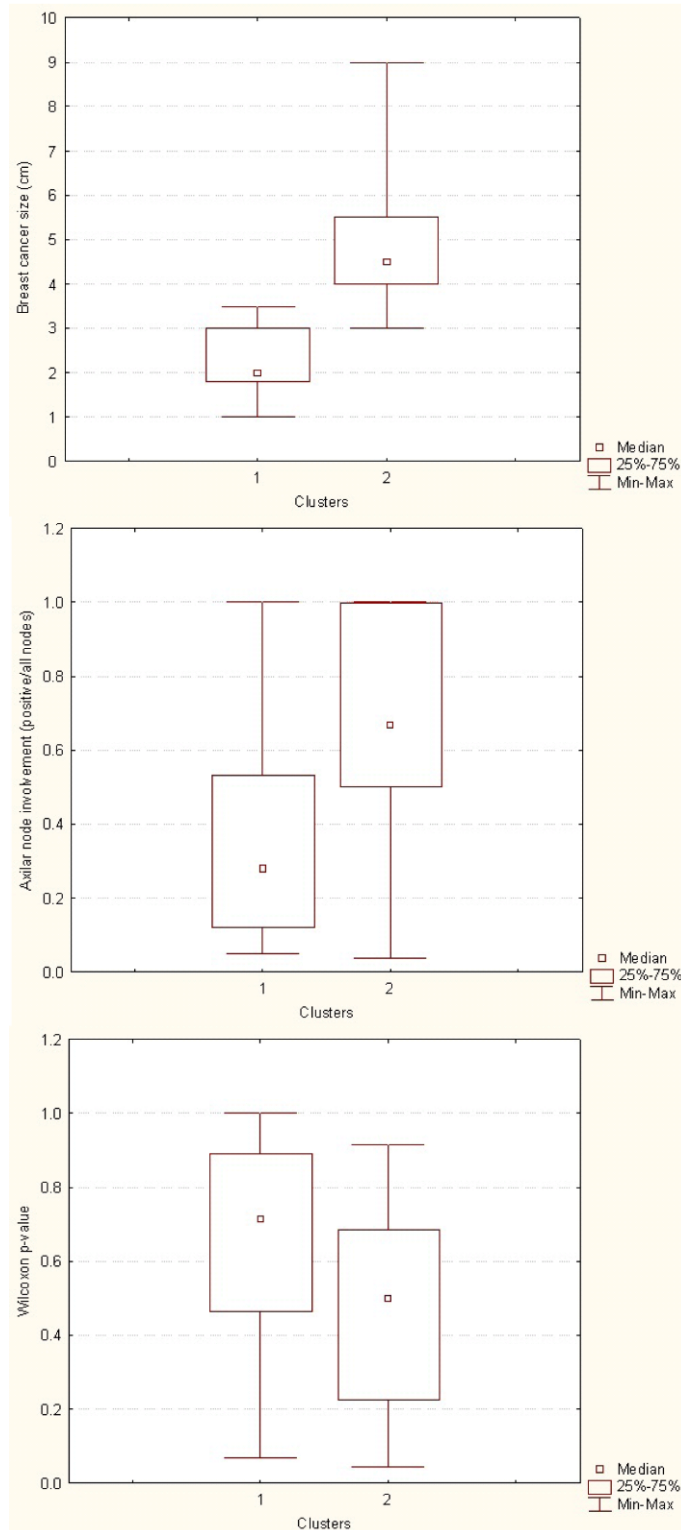 10
9
8
7
6
5
4
3
2
1
0
Breast cancer size (cm)
1 2
Clusters
Median
25%-75%
Min-Max
1.2
1.0
0.8
0.6
0.4
0.2
0.0
Axilar node involvement (positive/all nodes)
1 2
Clusters
Median
25%-75%
Min-Max
1.2
1.0
0.8
0.6
0.4
0.2
0.0
Wilcoxon p-value
1 2
Clusters
Median
25%-75%
Min-Max